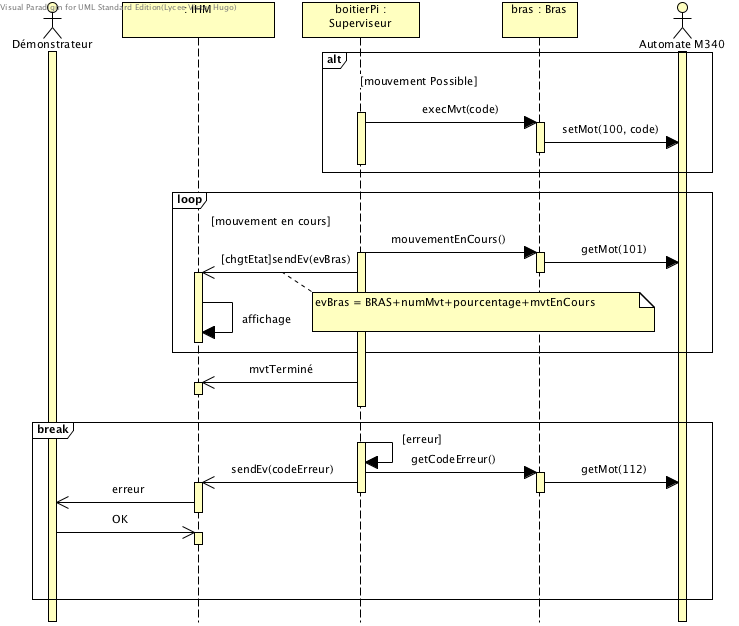 Visual Paradigm for UML Standard Edition(Lycee Victor Hugo)
: IHM
boitierPi :
Superviseur
bras : Bras
Démonstrateur
Automate M340
alt
[mouvement Possible]
execMvt(code)
setMot(100, code)
loop
[mouvement en cours]
mouvementEnCours()
getMot(101)
[chgtEtat]sendEv(evBras)
evBras = BRAS+numMvt+pourcentage+mvtEnCours
affichage
mvtTerminé
break
[erreur]
getCodeErreur()
sendEv(codeErreur)
getMot(112)
erreur
OK